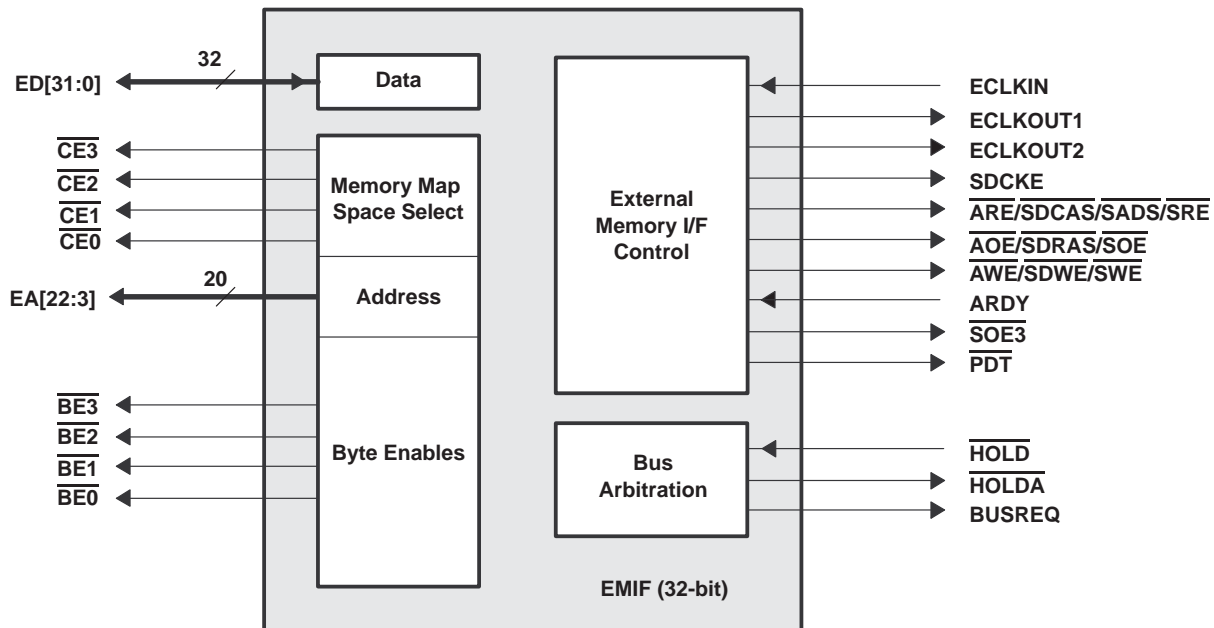 32
ED[31:0]
Data
CE3
CE2
CE1
CE0
Memory Map
Space Select
20
EA[22:3]
Address
BE3
BE2
BE1
BE0
Byte Enables
External
Memory I/F
Control
ECLKIN
ECLKOUT1
ECLKOUT2
SDCKE
ARE/SDCAS/SADS/SRE
AOE/SDRAS/SOE
AWE/SDWE/SWE
ARDY
SOE3
PDT
Bus
Arbitration
HOLD
HOLDA
BUSREQ
EMIF (32-bit)